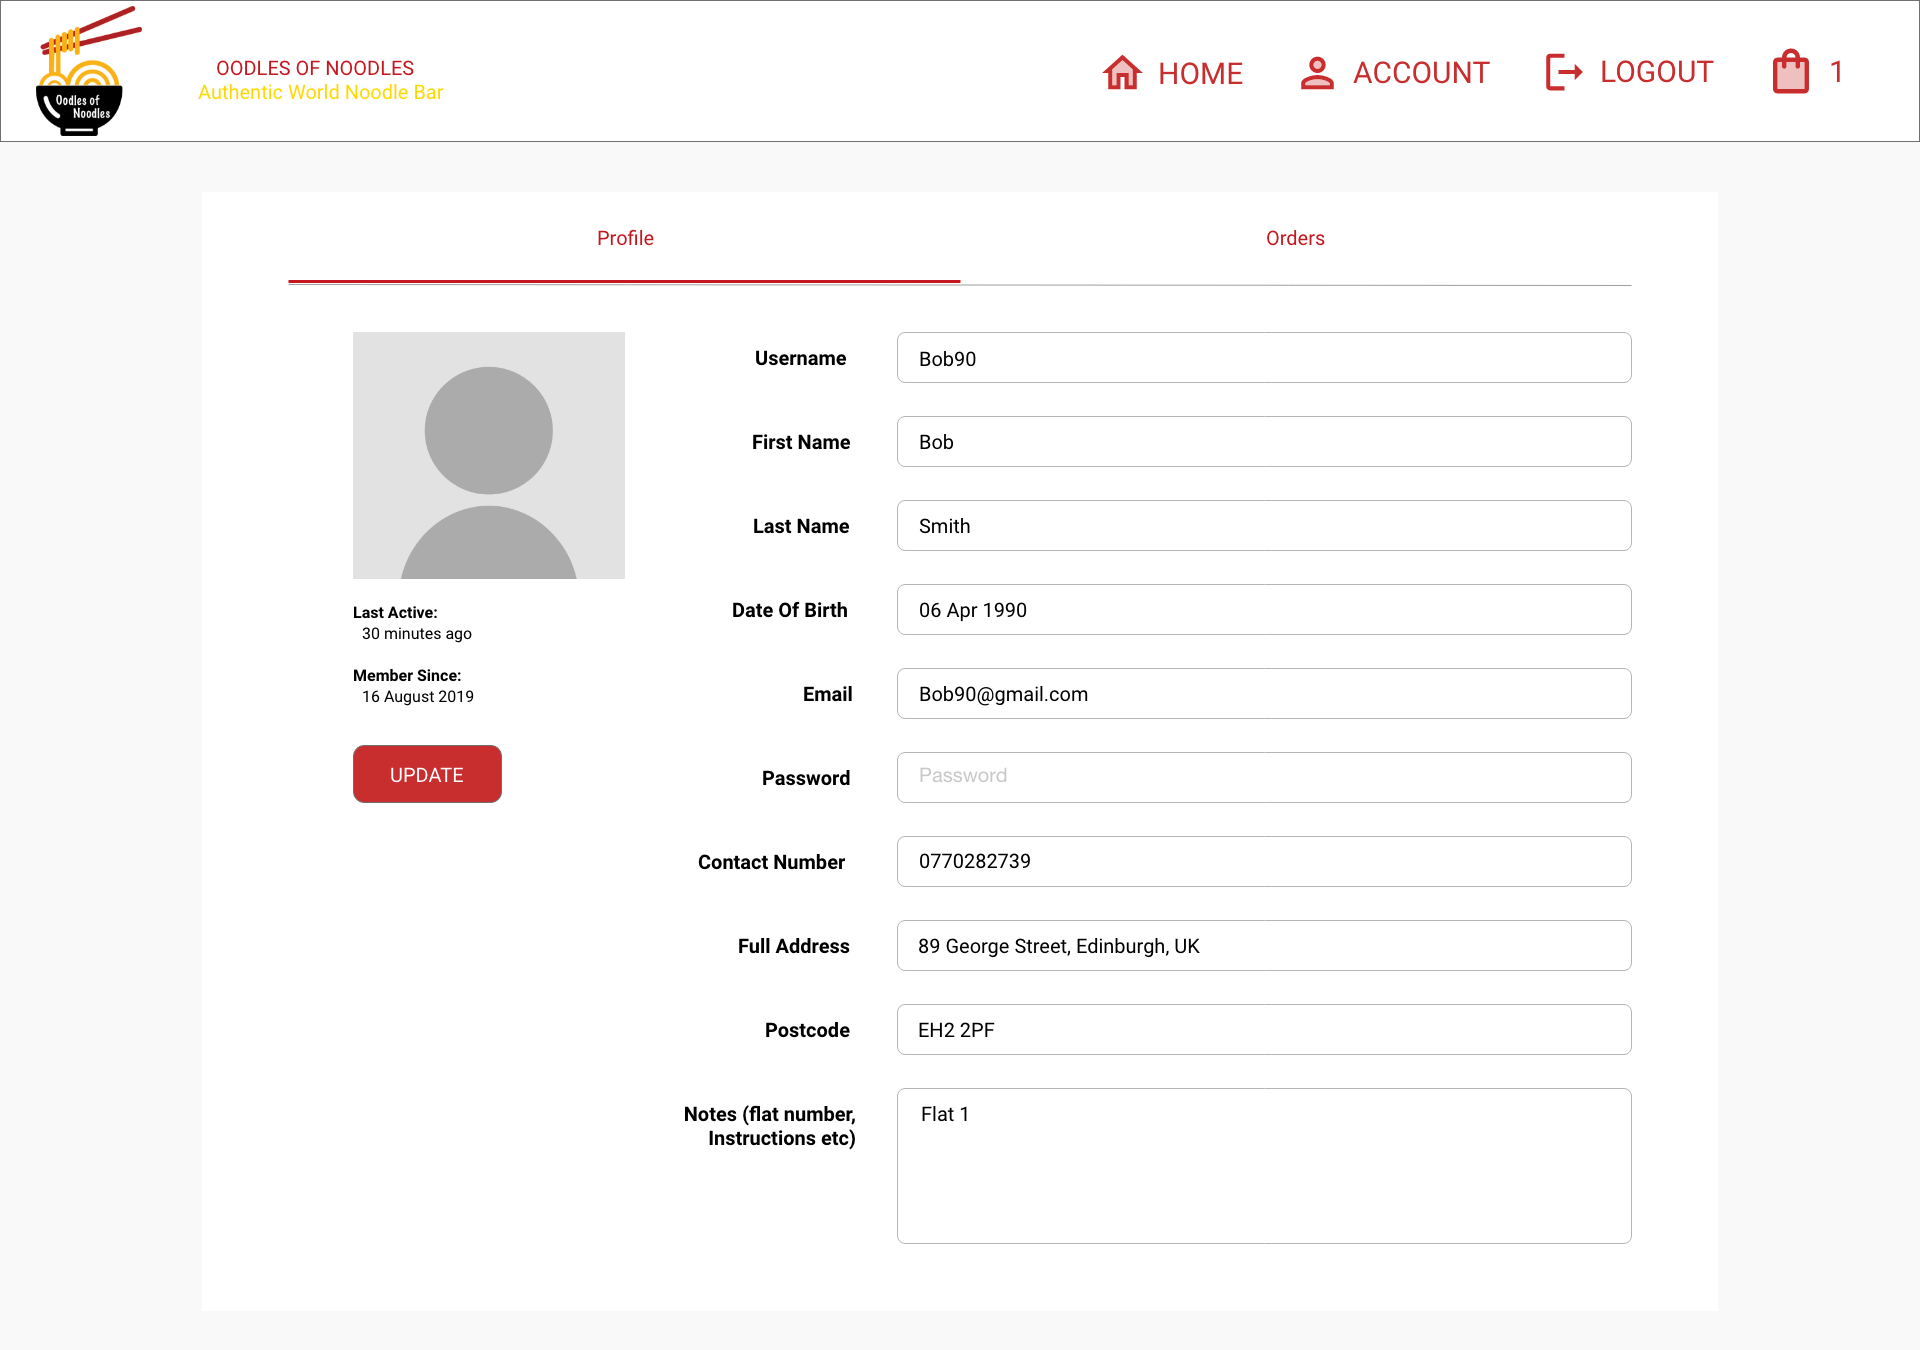 Oodles of
Noodles
OODLES OF NOODLES
Authentic World Noodle Bar
HOME
ACCOUNT
LOGOUT
1
Profile
Orders
Last Active:
30 minutes ago
Member Since:
16 August 2019
UPDATE
Username
Bob90
First Name
Bob
Last Name
Smith
Date Of Birth
06 Apr 1990
Email
Bob90@gmail.com
Password
Password
Contact Number
0770282739
Full Address
89 George Street, Edinburgh, UK
Postcode
EH2 2PF
Notes (flat number,
Instructions etc)
Flat 1